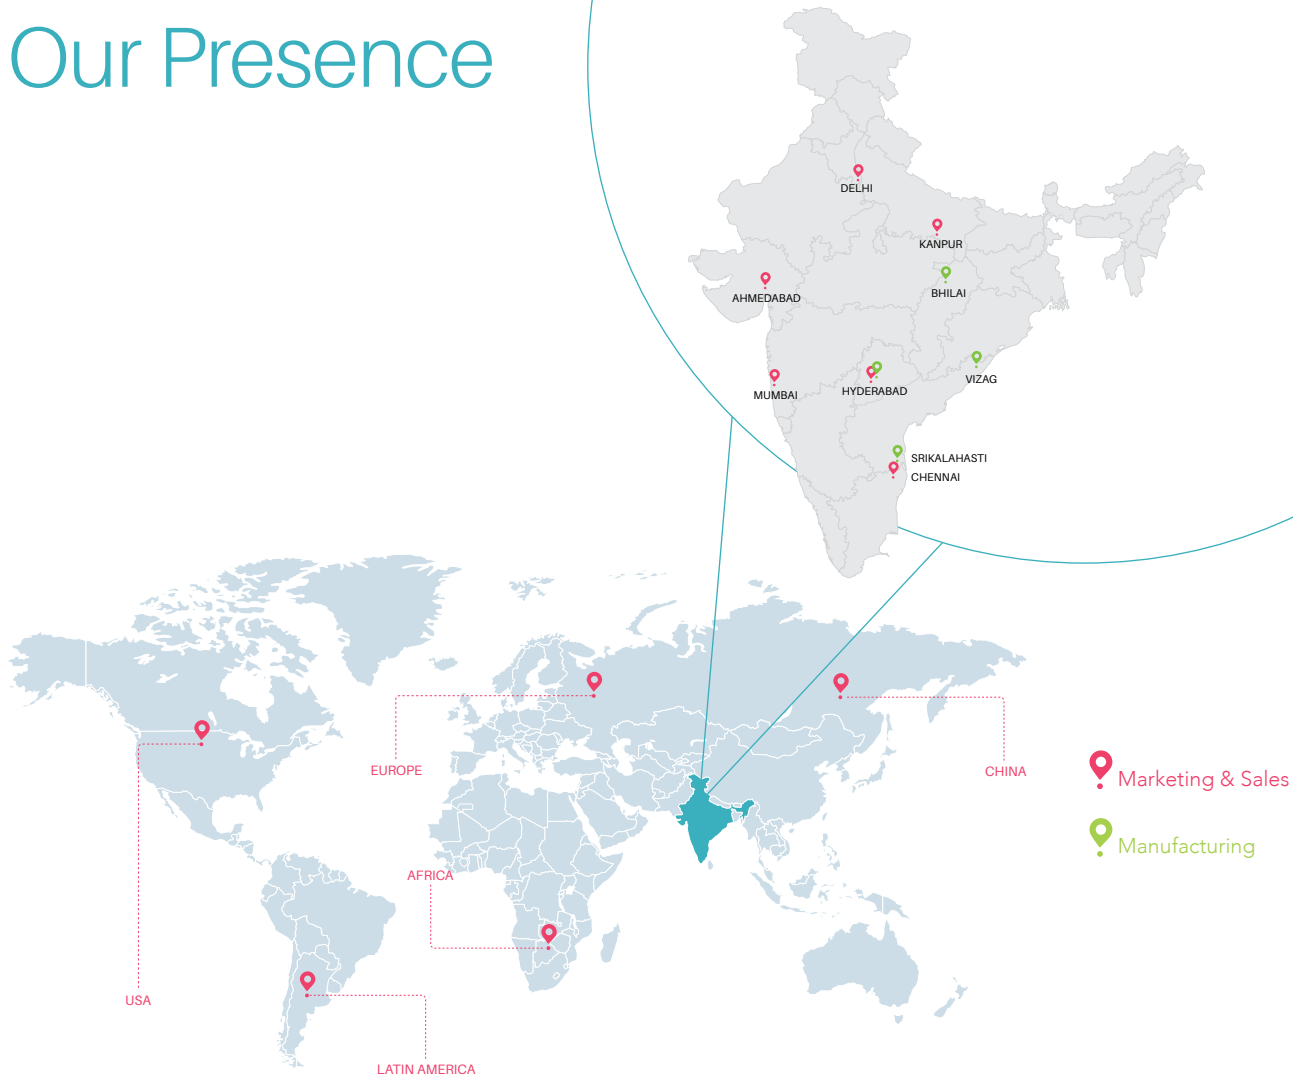 Our Presence
DELHI
KANPUR
AHMEDABAD
BHILAI
MUMBAI
HYDERABAD
VIZAG
SRIKALAHASTI
CHENNAI
EUROPE
CHINA
Marketing & Sales
Manufacturing
AFRICA
USA
LATIN AMERICA